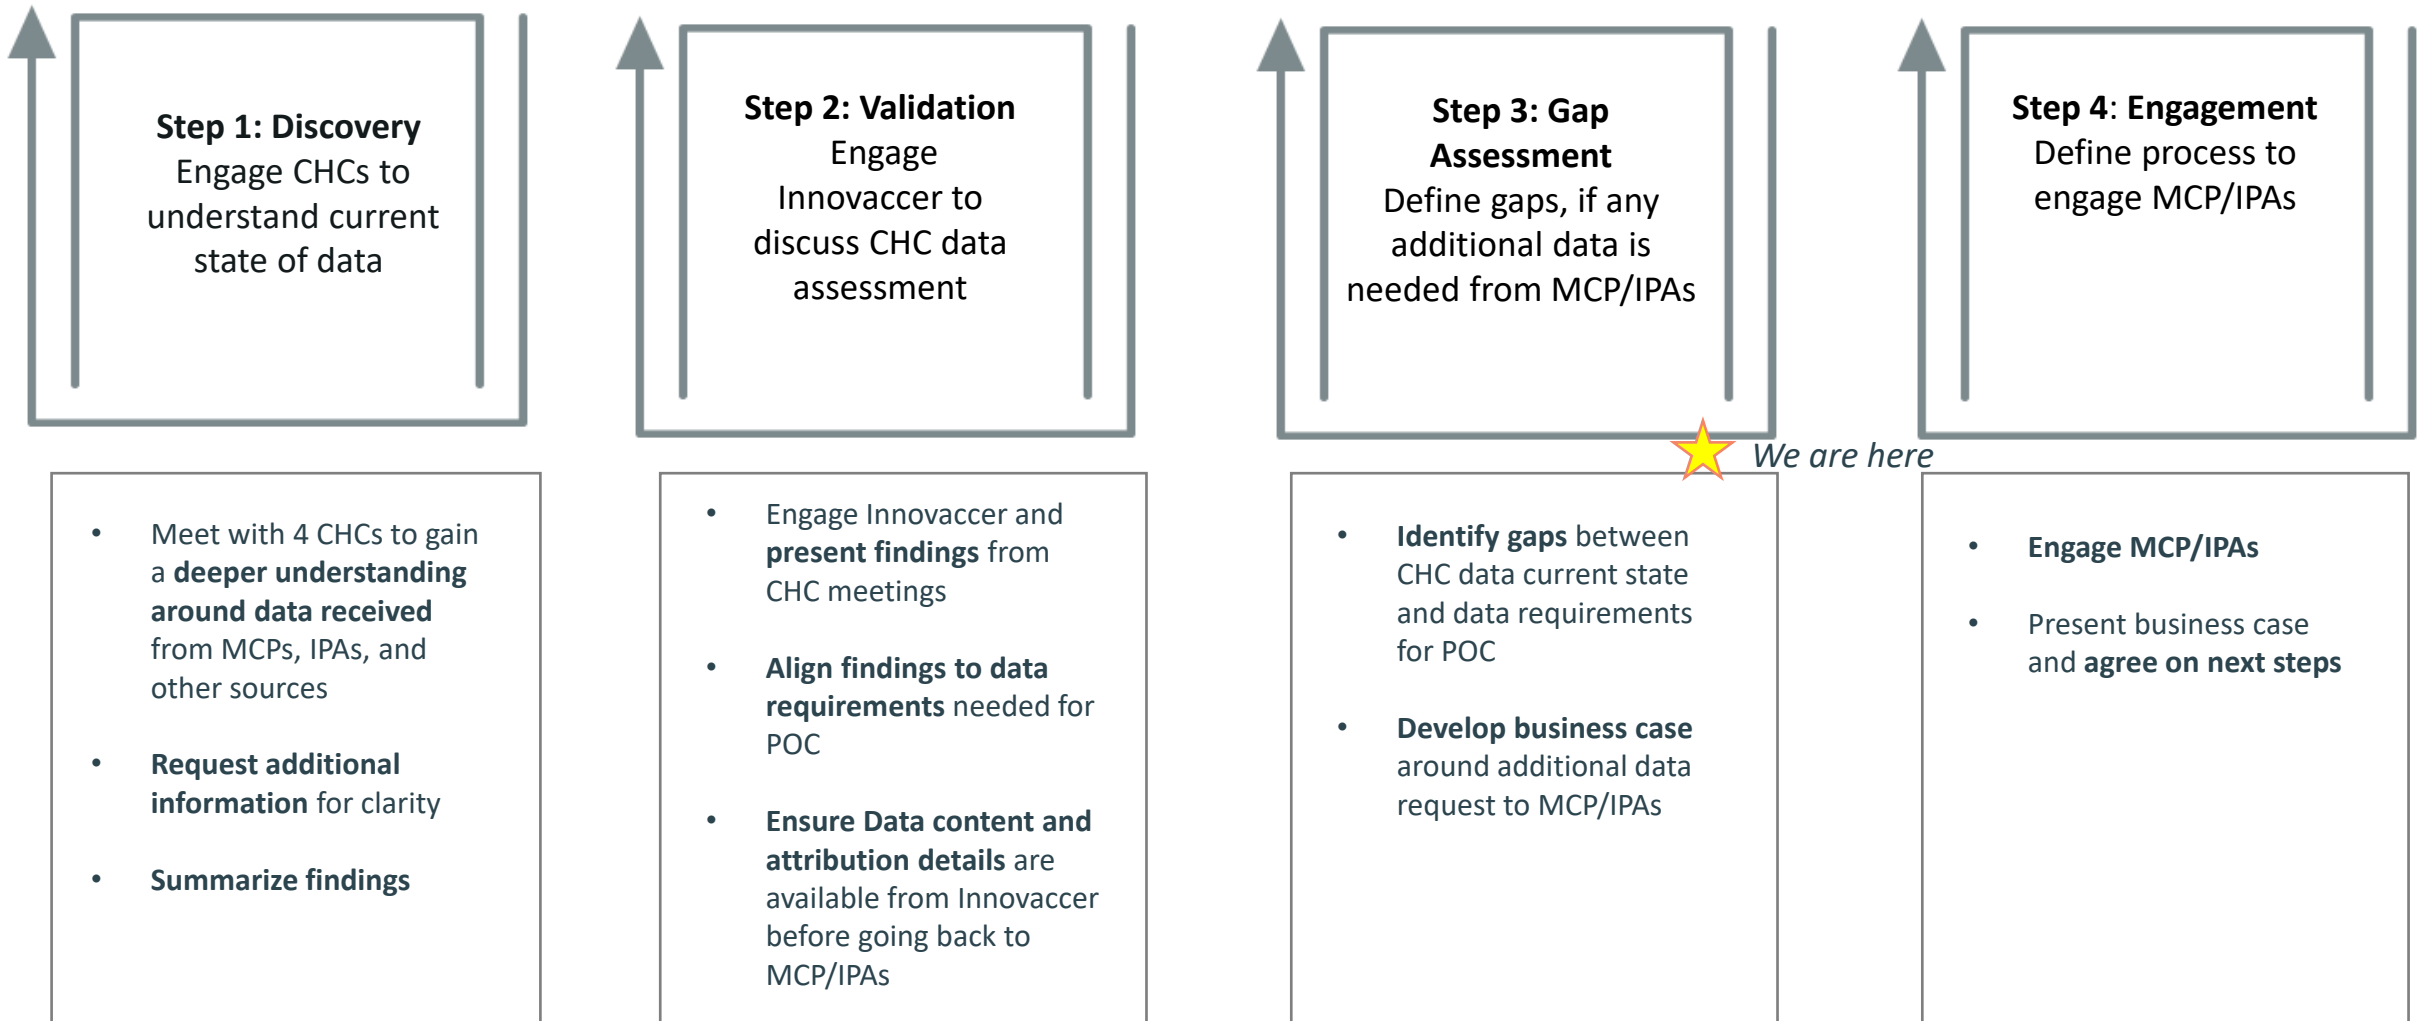 Step 1: Discovery
Engage CHCs to
understand current
state of data
Step 2: Validation
Engage
Innovaccer to
discuss CHC data
assessment
Step 3: Gap
Assessment
Define gaps, if any
additional data is
needed from MCP/IPAs
Step 4: Engagement
Define process to
engage MCP/IPAs
We are here
• Meet with 4 CHCs to gain
a deeper understanding
around data received
from MCPs, IPAs, and
other sources
• Request additional
information for clarity
• Summarize findings
• Engage Innovaccer and
present findings from
CHC meetings
• Align findings to data
requirements needed for
POC
• Ensure Data content and
attribution details are
available from Innovaccer
before going back to
MCP/IPAs
• Identify gaps between
CHC data current state
and data requirements
for POC
• Develop business case
around additional data
request to MCP/IPAs
• Engage MCP/IPAs
• Present business case
and agree on next steps